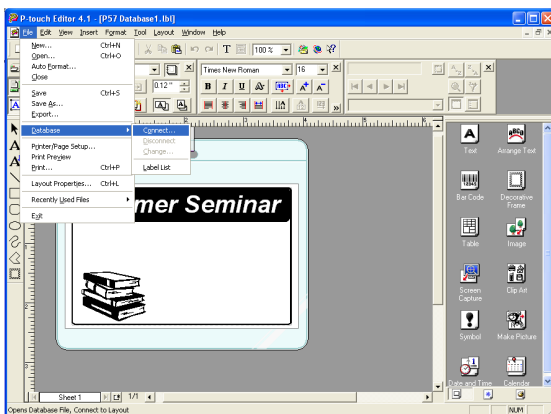 P-touch Editor 4.1 - [P57 Database1.lbl]
File Edit View Insert Format Tool Layout Window Help
New... Ctrl+N
Open... Ctrl+O
Auto Format...
Close
Save Ctrl+S
Save As...
Export...
Database
Printer/Page Setup...
Print Preview
Print... Ctrl+P
Layout Properties... Ctrl+L
Recently Used Files
Exit
Connect...
Disconnect
Change...
Label List
100 %
Times New Roman 16
0.12 "
B I U
mer Seminar
Text
Arrange Text
Bar Code
Decorative Frame
Table
Image
Screen Capture
Clip Art
Symbol
Make Picture
Date and Time
Calendar
Sheet 1
1/1
Opens Database File, Connect to Layout
NUM